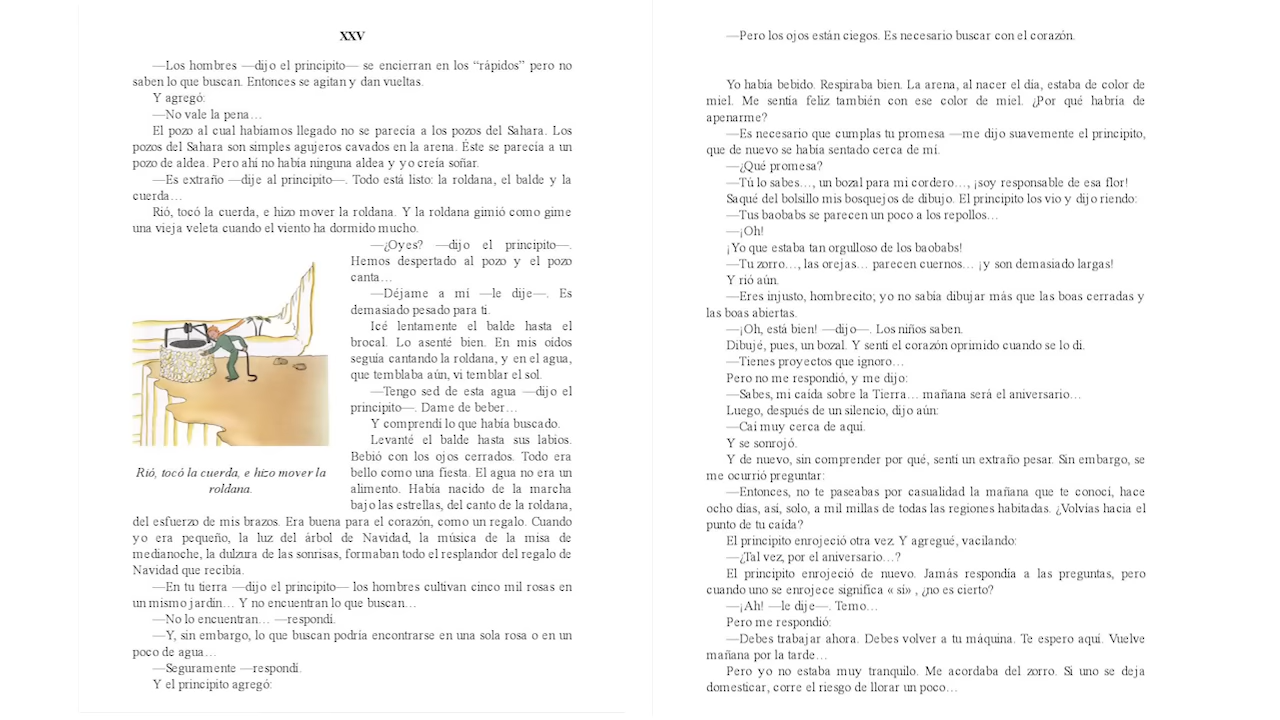 XXV
—Los hombres —dijo el principito— se encierran en los “rápidos” pero no
saben lo que buscan. Entonces se agitan y dan vueltas.
Y agregó:
—No vale la pena…
El pozo al cual habíamos llegado no se parecía a los pozos del Sahara. Los
pozos del Sahara son simples agujeros cavados en la arena. Éste se parecía a un
pozo de aldea. Pero ahí no había ninguna aldea y yo creía soñar.
—Es extraño —dije al principito—. Todo está listo: la roldana, el balde y la
cuerda…
Rió, tocó la cuerda, e hizo mover la roldana. Y la roldana gimió como gime
una vieja veleta cuando el viento ha dormido mucho.
—¿Oyes? —dijo el principito—.
Hemos despertado al pozo y el pozo
canta…
—Déjame a mí —le dije—. Es
demasiado pesado para ti.
Icé lentamente el balde hasta el
brocal. Lo asenté bien. En mis oídos
seguía cantando la roldana, y en el agua,
que temblaba aún, vi temblar el sol.
—Tengo sed de esta agua —dijo el
principito—. Dame de beber…
Y comprendí lo que había buscado.
Levanté el balde hasta sus labios.
Bebió con los ojos cerrados. Todo era
bello como una fiesta. El agua no era un
alimento. Había nacido de la marcha
bajo las estrellas, del canto de la roldana,
Rió, tocó la cuerda, e hizo mover la
roldana.
del esfuerzo de mis brazos. Era buena para el corazón, como un regalo. Cuando
yo era pequeño, la luz del árbol de Navidad, la música de la misa de
medianoche, la dulzura de las sonrisas, formaban todo el resplandor del regalo de
Navidad que recibía.
—En tu tierra —dijo el principito— los hombres cultivan cinco mil rosas en
un mismo jardín… Y no encuentran lo que buscan…
—No lo encuentran… —respondí.
—Y, sin embargo, lo que buscan podría encontrarse en una sola rosa o en un
poco de agua…
—Seguramente —respondí.
Y el principito agregó:
—Pero los ojos están ciegos. Es necesario buscar con el corazón.
Yo había bebido. Respiraba bien. La arena, al nacer el día, estaba de color de
miel. Me sentía feliz también con ese color de miel. ¿Por qué habría de
apenarme?
—Es necesario que cumplas tu promesa —me dijo suavemente el principito,
que de nuevo se había sentado cerca de mí.
—¿Qué promesa?
—Tú lo sabes…, un bozal para mi cordero…, ¡soy responsable de esa flor!
Saqué del bolsillo mis bosquejos de dibujo. El principito los vio y dijo riendo:
—Tus baobabs se parecen un poco a los repollos…
—¡Oh!
¡Yo que estaba tan orgulloso de los baobabs!
—Tu zorro…, las orejas… parecen cuernos… ¡y son demasiado largas!
Y rió aún.
—Eres injusto, hombrecito; yo no sabía dibujar más que las boas cerradas y
las boas abiertas.
—¡Oh, está bien! —dijo—. Los niños saben.
Dibujé, pues, un bozal. Y sentí el corazón oprimido cuando se lo di.
—Tienes proyectos que ignoro…
Pero no me respondió, y me dijo:
—Sabes, mi caída sobre la Tierra… mañana será el aniversario…
Luego, después de un silencio, dijo aún:
—Caí muy cerca de aquí.
Y se sonrojó.
Y de nuevo, sin comprender por qué, sentí un extraño pesar. Sin embargo, se
me ocurrió preguntar:
—Entonces, no te paseabas por casualidad la mañana que te conocí, hace
ocho días, así, solo, a mil millas de todas las regiones habitadas. ¿Volvías hacia el
punto de tu caída?
El principito enrojeció otra vez. Y agregué, vacilando:
—¿Tal vez, por el aniversario…?
El principito enrojeció de nuevo. Jamás respondía a las preguntas, pero
cuando uno se enrojece significa « sí» , ¿no es cierto?
—¡Ah! —le dije—. Temo…
Pero me respondió:
—Debes trabajar ahora. Debes volver a tu máquina. Te espero aquí. Vuelve
mañana por la tarde…
Pero yo no estaba muy tranquilo. Me acordaba del zorro. Si uno se deja
domesticar, corre el riesgo de llorar un poco…